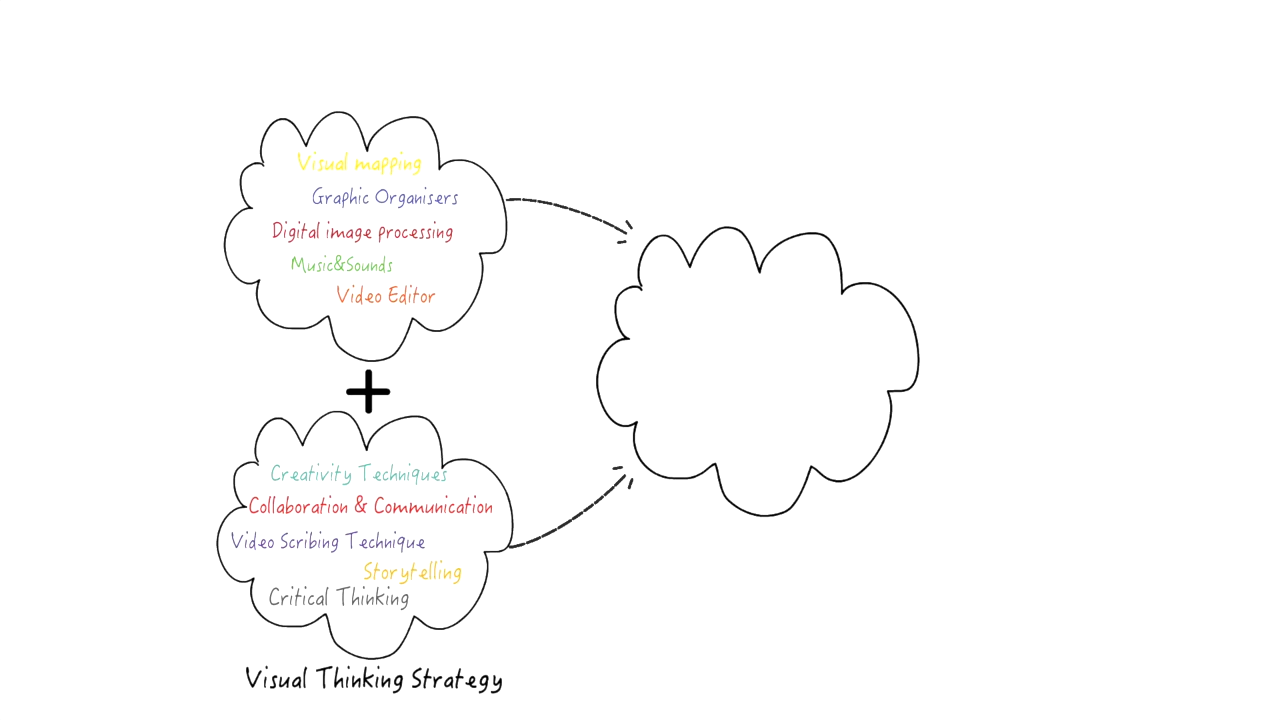 Visual mapping
Graphic Organisers
Digital image processing
Music&Sounds
Video Editor
+
Creativity Techniques
Collaboration & Communication
Video Scribing Technique
Storytelling
Critical Thinking
Visual Thinking Strategy